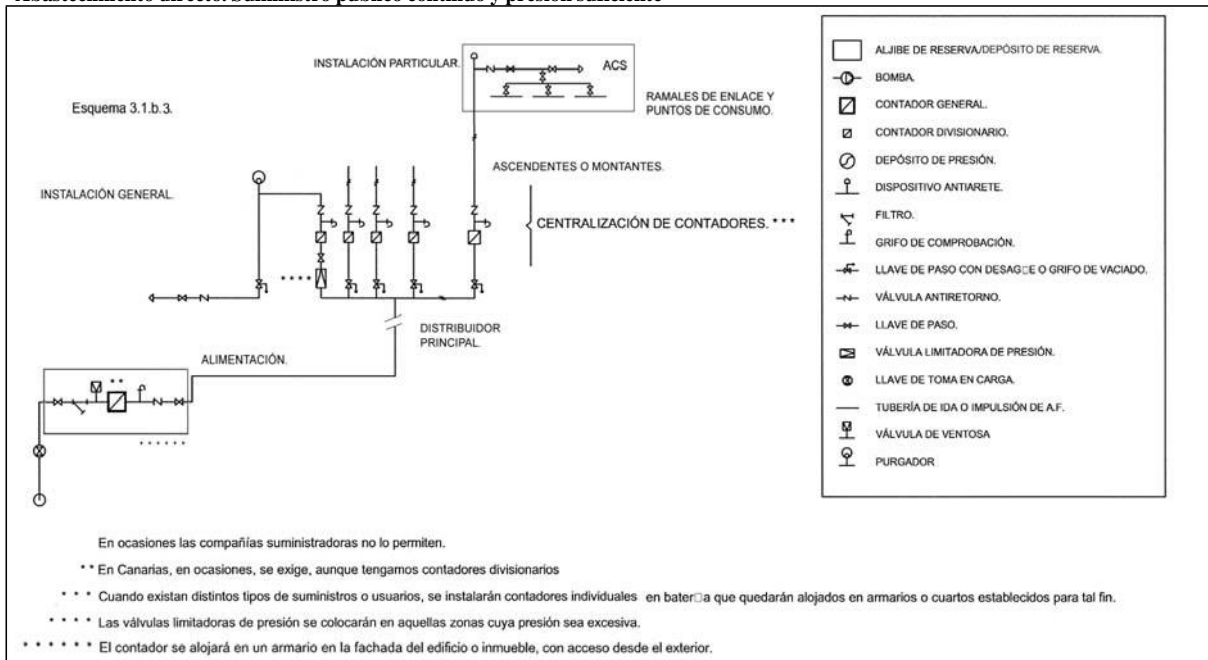 Abastecimiento directo. Suministro público continuo y presión suficiente
Esquema 3.1.b.3.
INSTALACIÓN PARTICULAR.
ACS
RAMALES DE ENLACE Y
PUNTOS DE CONSUMO.
ASCENDENTES O MONTANTES.
INSTALACIÓN GENERAL.
CENTRALIZACIÓN DE CONTADORES. * * *
* * * *
DISTRIBUIDOR
PRINCIPAL.
ALIMENTACIÓN.
* *
* * * * * *
ALJIBE DE RESERVA/DEPÓSITO DE RESERVA.
BOMBA.
CONTADOR GENERAL.
CONTADOR DIVISIONARIO.
DEPÓSITO DE PRESIÓN.
DISPOSITIVO ANTIARETE.
FILTRO.
GRIFO DE COMPROBACIÓN.
LLAVE DE PASO CON DESAG□E O GRIFO DE VACIADO.
VÁLVULA ANTIRETORNO.
LLAVE DE PASO.
VÁLVULA LIMITADORA DE PRESIÓN.
LLAVE DE TOMA EN CARGA.
TUBERÍA DE IDA O IMPULSIÓN DE A.F.
VÁLVULA DE VENTOSA
PURGADOR
En ocasiones las compañías suministradoras no lo permiten.
* * En Canarias, en ocasiones, se exige, aunque tengamos contadores divisionarios
* * * Cuando existan distintos tipos de suministros o usuarios, se instalarán contadores individuales en bater□a que quedarán alojados en armarios o cuartos establecidos para tal fin.
* * * * Las válvulas limitadoras de presión se colocarán en aquellas zonas cuya presión sea excesiva.
* * * * * * El contador se alojará en un armario en la fachada del edificio o inmueble, con acceso desde el exterior.